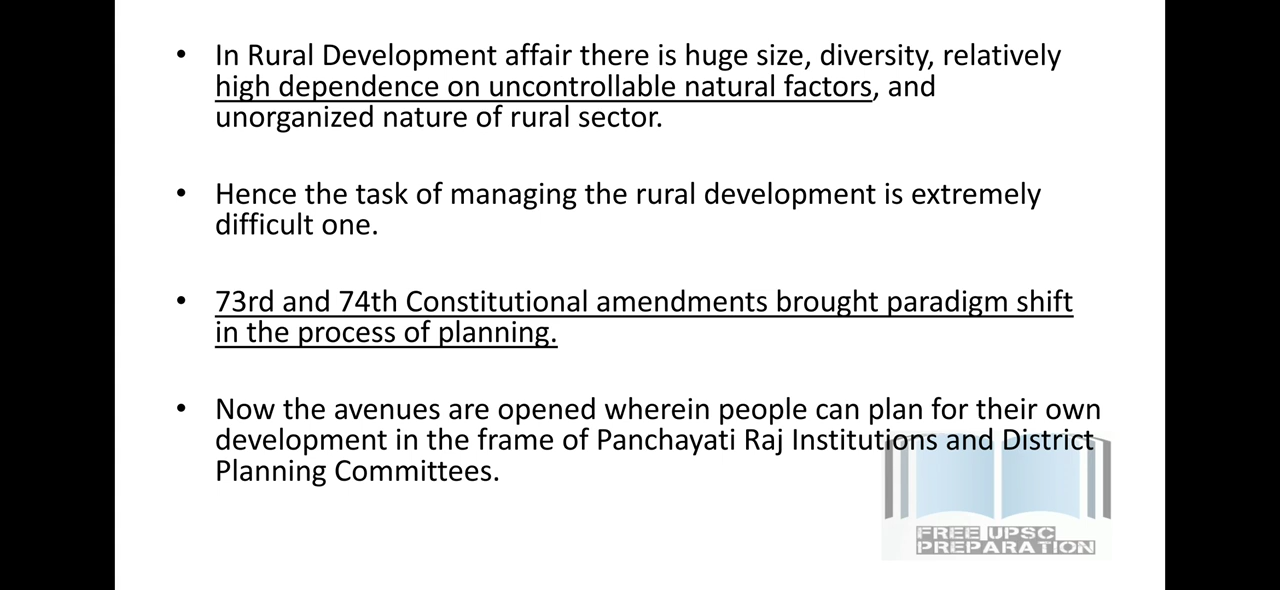 • In Rural Development affair there is huge size, diversity, relatively
high dependence on uncontrollable natural factors, and
unorganized nature of rural sector.
• Hence the task of managing the rural development is extremely
difficult one.
• 73rd and 74th Constitutional amendments brought paradigm shift
in the process of planning.
• Now the avenues are opened wherein people can plan for their own
development in the frame of Panchayati Raj Institutions and District
Planning Committees.
FREE UPSC
PREPARATION